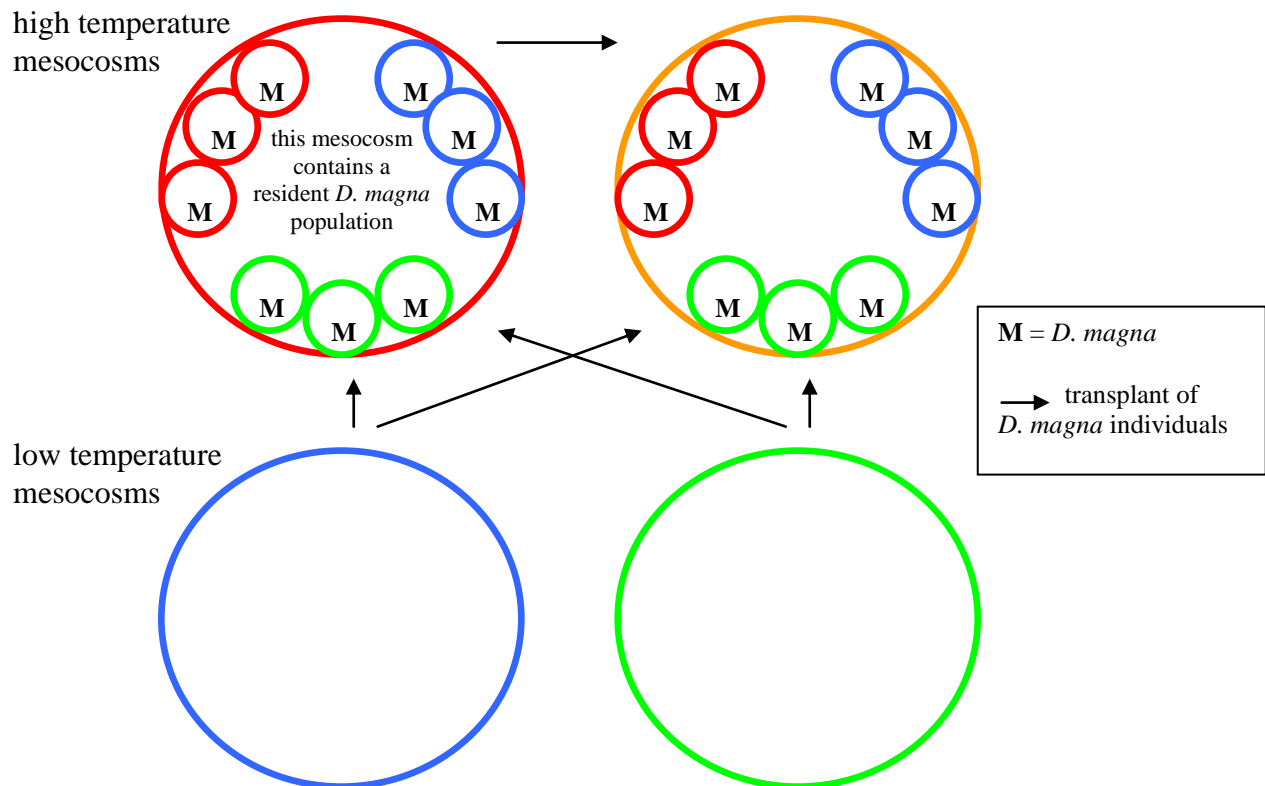 high temperature
mesocosms
M
M
M
M
M
M
M
M
M
this mesocosm
contains a
resident D. magna
population
M
M
M
M
M
M
M
M
M
M = D. magna
transplant of
D. magna individuals
low temperature
mesocosms